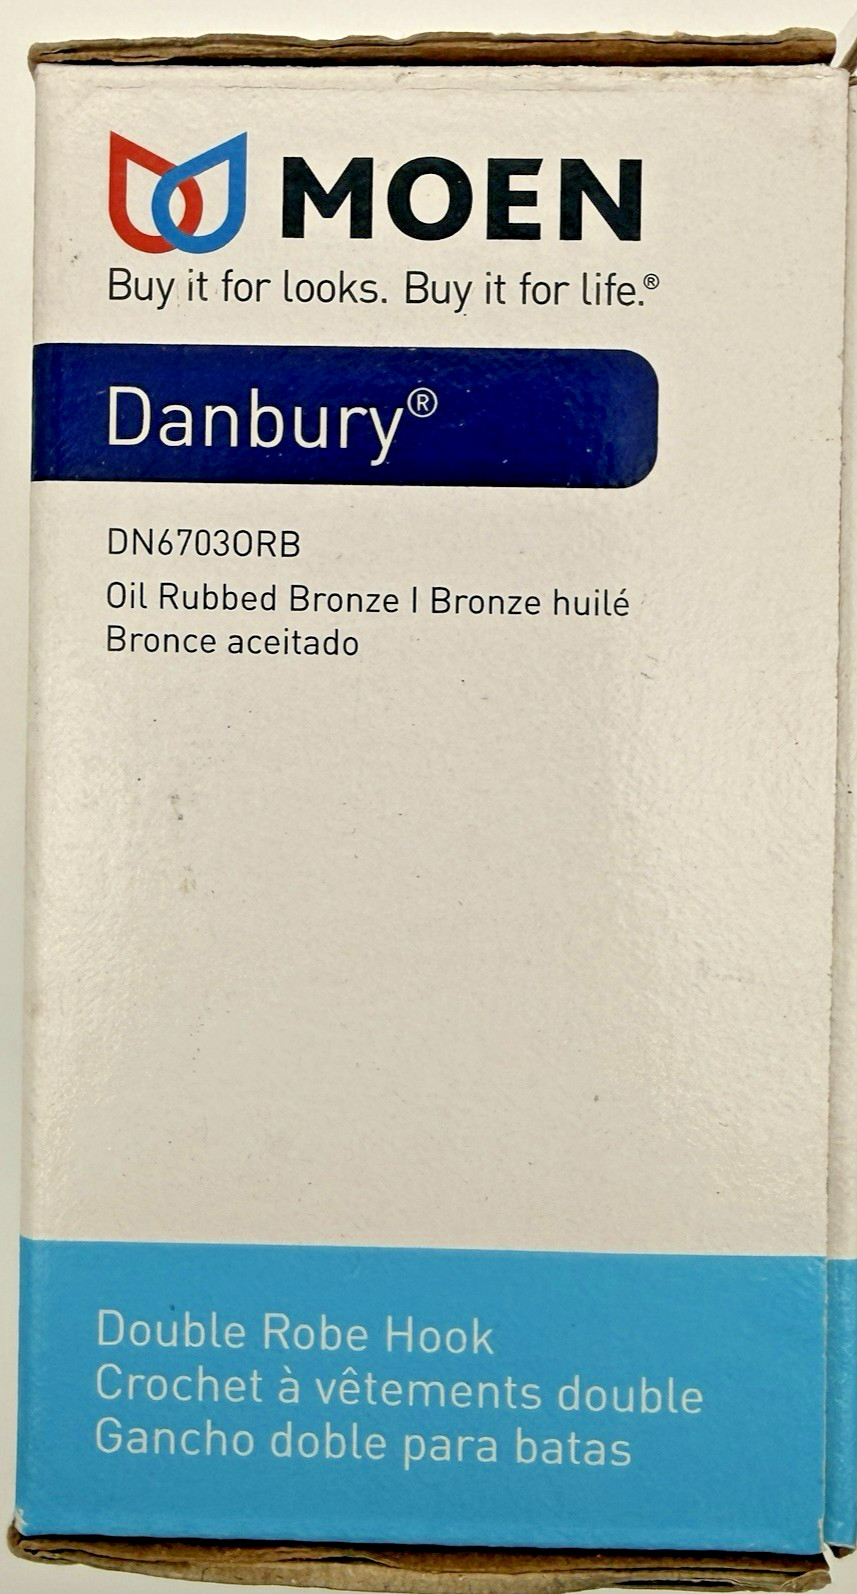 MOEN
Buy it for looks. Buy it for life.®
Danbury®
DN6703ORB
Oil Rubbed Bronze | Bronze huilé
Bronce aceitado
Double Robe Hook
Crochet à vêtements double
Gancho doble para batas